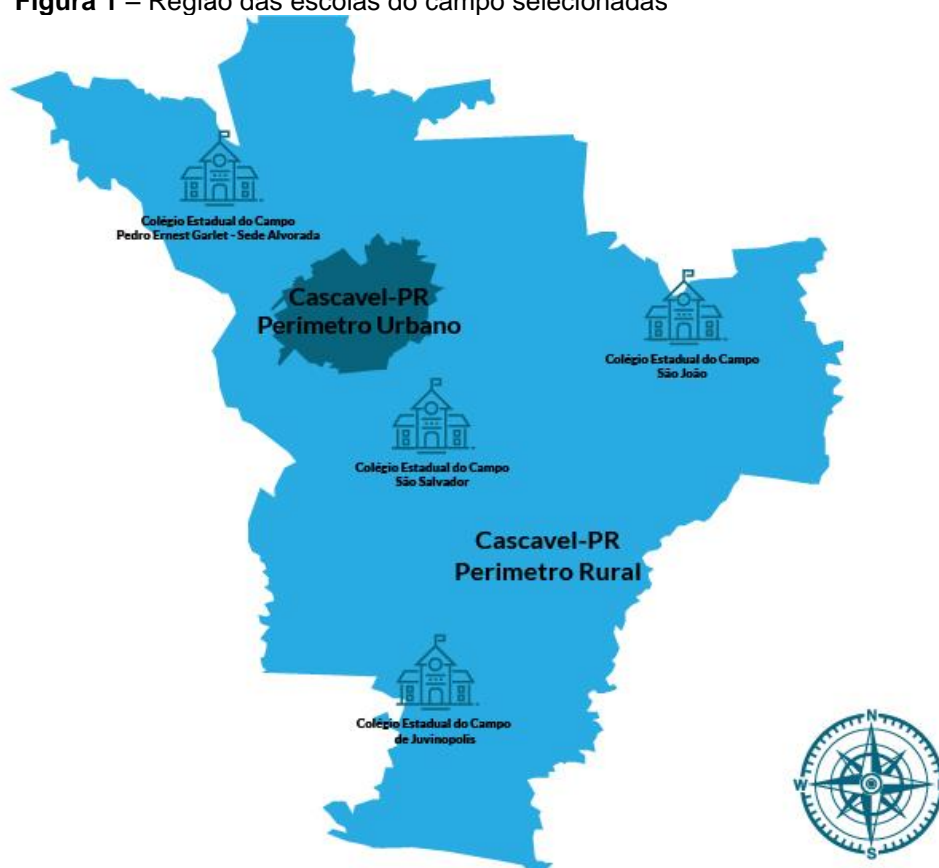 Figura 1 – Região das escolas do campo selecionadas
Colégio Estadual do Campo
Pedro Ernest Garlet - Sede Alvorada
Cascavel-PR
Perímetro Urbano
Colégio Estadual do Campo
São João
Colégio Estadual do Campo
São Salvador
Cascavel-PR
Perimetro Rural
Colégio Estadual do Campo
de Juvinopolis
N
W
S